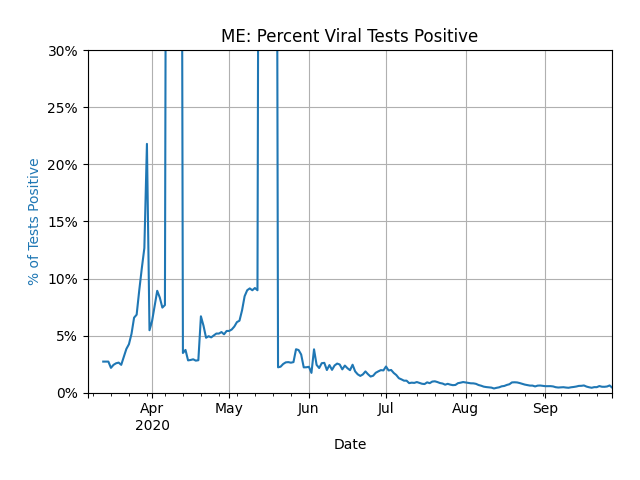 ME: Percent Viral Tests Positive
30%
25%
20%
15%
10%
5%
0%
% of Tests Positive
Apr
2020
May
Jun
Jul
Aug
Sep
Date